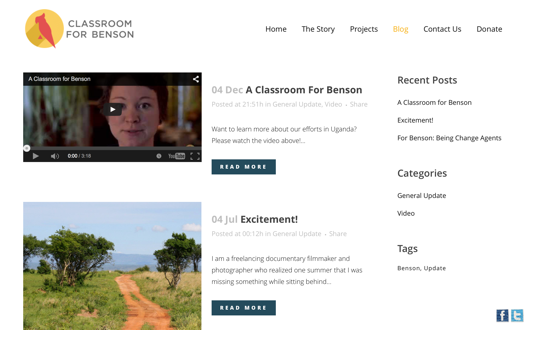 CLASSROOM
FOR BENSON
Home The Story Projects Blog Contact Us Donate
A Classroom for Benson
0:00 / 3:18
YouTube
04 Dec A Classroom For Benson
Posted at 21:51h in General Update, Video • Share
Want to learn more about our efforts in Uganda?
Please watch the video above!...
READ MORE
04 Jul Excitement!
Posted at 00:12h in General Update • Share
I am a freelancing documentary filmmaker and
photographer who realized one summer that I was
missing something while sitting behind...
READ MORE
Recent Posts
A Classroom for Benson
Excitement!
For Benson: Being Change Agents
Categories
General Update
Video
Tags
Benson, Update